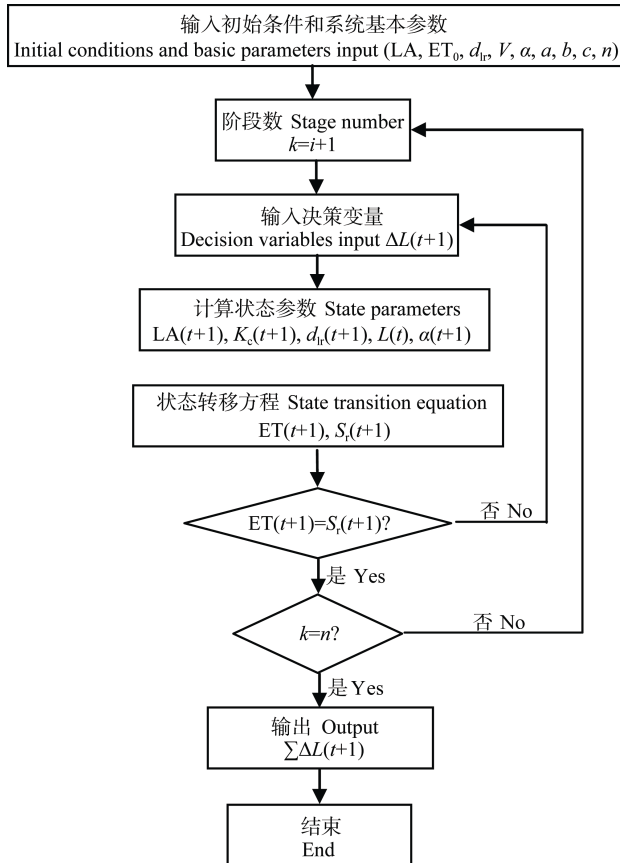 输入初始条件和系统基本参数
Initial conditions and basic parameters input (LA, ET₀, dₗᵣ, V, α, a, b, c, n)
阶段数 Stage number
k=i+1
输入决策变量
Decision variables input ΔL(t+1)
计算状态参数 State parameters
LA(t+1), K_c(t+1), dₗᵣ(t+1), L(t), α(t+1)
状态转移方程 State transition equation
ET(t+1), Sᵣ(t+1)
ET(t+1)=Sᵣ(t+1)?
否 No
是 Yes
k=n?
否 No
是 Yes
输出 Output
∑ΔL(t+1)
结束
End